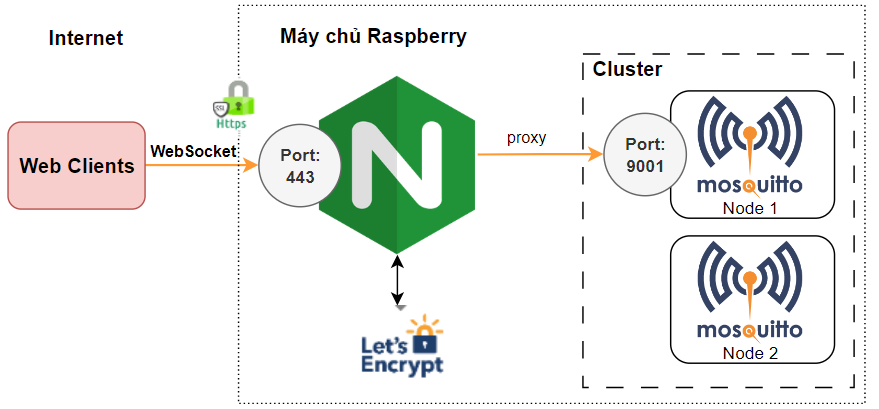 Internet
Máy chủ Raspberry
Cluster
SSL
Https
Web Clients
WebSocket
Port:
443
N
proxy
Port:
9001
mosquitto
Node 1
mosquitto
Node 2
Let's
Encrypt